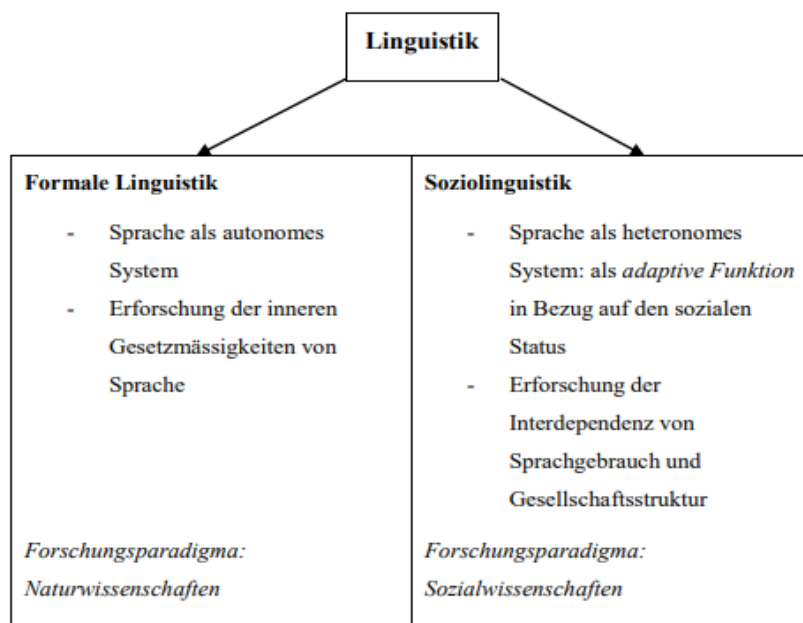 Linguistik
Formale Linguistik
- Sprache als autonomes
System
- Erforschung der inneren
Gesetzmässigkeiten von
Sprache
Forschungsparadigma:
Naturwissenschaften
Soziolinguistik
- Sprache als heteronomes
System: als adaptive Funktion
in Bezug auf den sozialen
Status
- Erforschung der
Interdependenz von
Sprachgebrauch und
Gesellschaftsstruktur
Forschungsparadigma:
Sozialwissenschaften